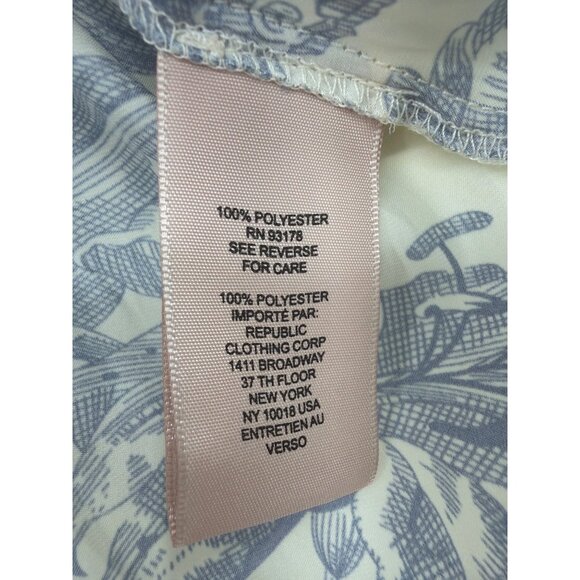 100% POLYESTER
RN 93178
SEE REVERSE
FOR CARE
100% POLYESTER
IMPORTÉ PAR:
REPUBLIC
CLOTHING CORP
1411 BROADWAY
37 TH FLOOR
NEW YORK
NY 10018 USA
ENTRETIEN AU
VERSO